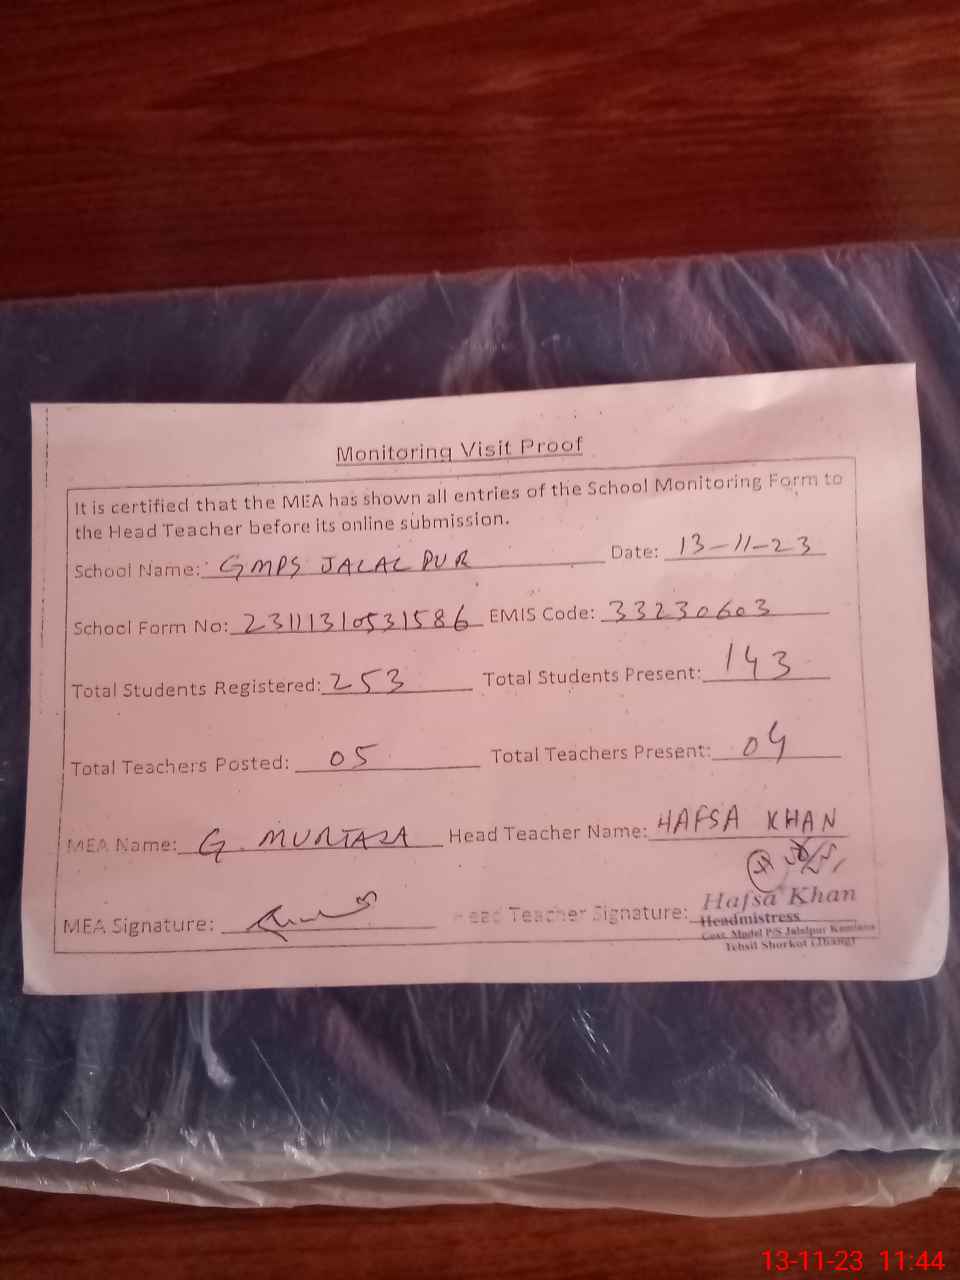 Monitoring Visit Proof
It is certified that the MEA has shown all entries of the School Monitoring Form to
the Head Teacher before its online submission.
School Name: GMPS JALAL PUR Date: 13-11-23
School Form No: 23111310531586 EMIS Code: 33230603
Total Students Registered: 253 Total Students Present: 143
Total Teachers Posted: 05 Total Teachers Present: 04
MEA Name: G. MURTAZA Head Teacher Name: HAFSA KHAN
MEA Signature: Head Teacher Signature: Hafsa Khan
Headmistress
Govt. Model P/S Jalalpur Kamlana
Tehsil Shorkot (Jhang)
13-11-23 11:44